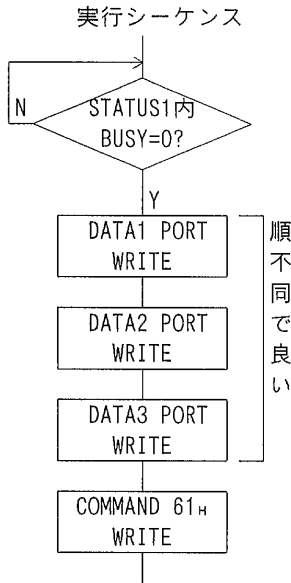 実行シーケンス
STATUS1内
BUSY=0?
N
Y
DATA1 PORT
WRITE
DATA2 PORT
WRITE
DATA3 PORT
WRITE
順不同で良い
COMMAND 61H
WRITE